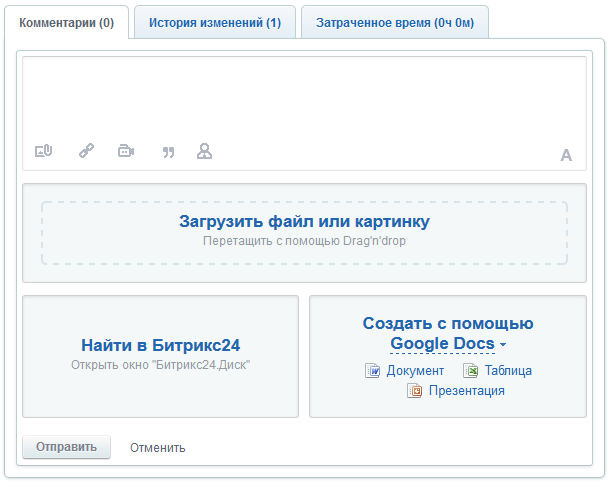 Комментарии (0) История изменений (1) Затраченное время (0ч 0м)
A
Загрузить файл или картинку
Перетащить с помощью Drag'n'drop
Найти в Битрикс24
Открыть окно "Битрикс24.Диск"
Создать с помощью
Google Docs
Документ Таблица
Презентация
Отправить Отменить